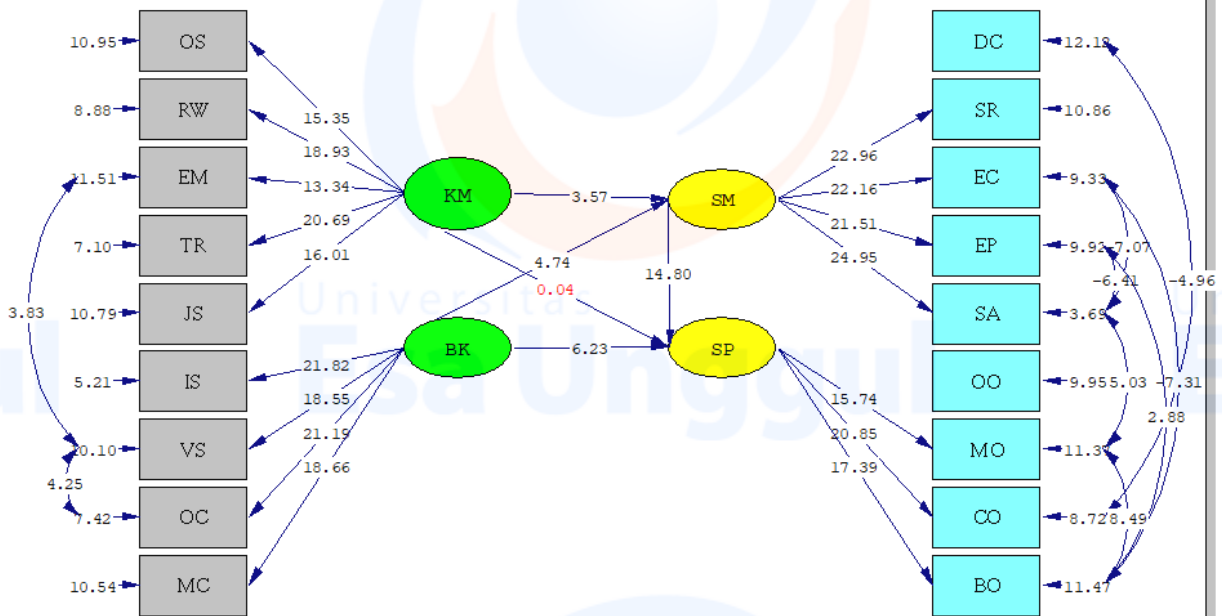 10.95 OS
8.88 RW
11.51 EM
7.10 TR
10.79 JS
5.21 IS
10.10 VS
7.42 OC
10.54 MC
3.83
4.25
15.35
18.93
13.34
20.69
16.01
21.82
18.55
21.19
18.66
KM
BK
3.57
4.74
0.04
6.23
14.80
SM
SP
22.96
22.16
21.51
24.95
15.74
20.85
17.39
DC 12.12
SR 10.86
EC 9.33
EP 9.92
SA 3.69
OO 9.95
MO
CO 8.72
BO 11.47
-7.07
-6.41
-4.96
5.03
-7.31
2.88
8.49
Universitas
Esa Unggul